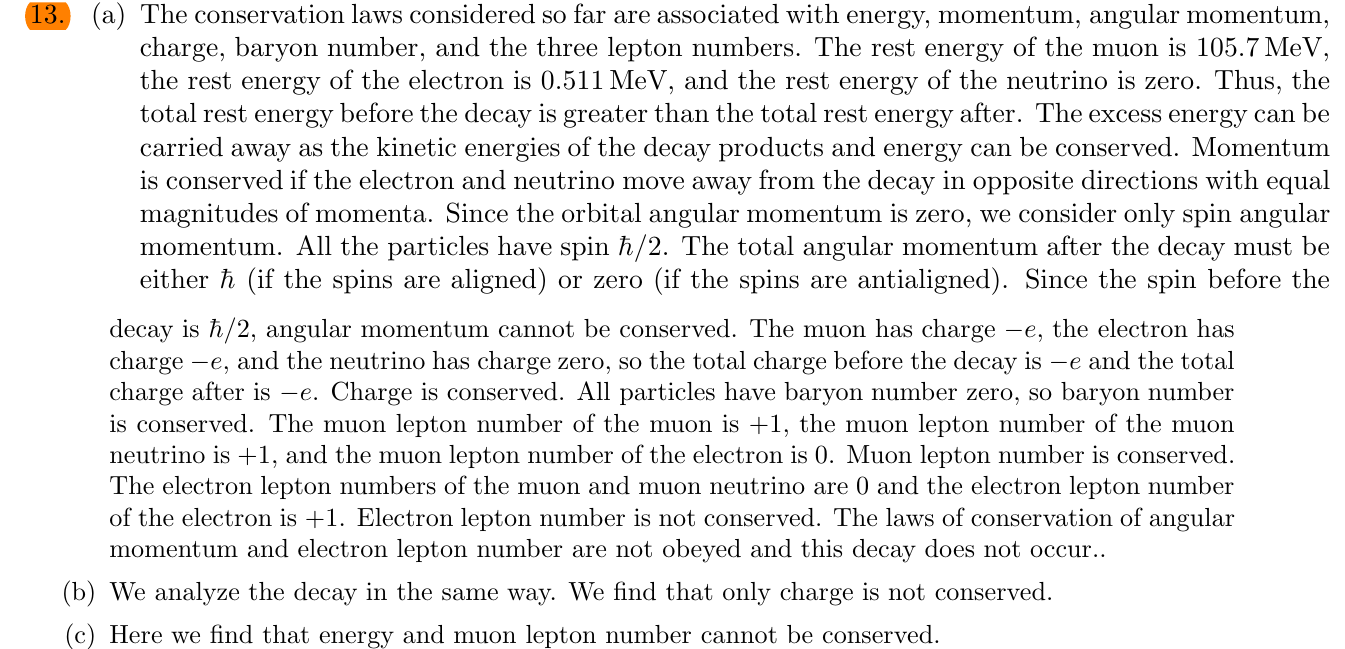 13. (a) The conservation laws considered so far are associated with energy, momentum, angular momentum,
charge, baryon number, and the three lepton numbers. The rest energy of the muon is 105.7 MeV,
the rest energy of the electron is 0.511 MeV, and the rest energy of the neutrino is zero. Thus, the
total rest energy before the decay is greater than the total rest energy after. The excess energy can be
carried away as the kinetic energies of the decay products and energy can be conserved. Momentum
is conserved if the electron and neutrino move away from the decay in opposite directions with equal
magnitudes of momenta. Since the orbital angular momentum is zero, we consider only spin angular
momentum. All the particles have spin ℏ/2. The total angular momentum after the decay must be
either ℏ (if the spins are aligned) or zero (if the spins are antialigned). Since the spin before the
decay is ℏ/2, angular momentum cannot be conserved. The muon has charge −e, the electron has
charge −e, and the neutrino has charge zero, so the total charge before the decay is −e and the total
charge after is −e. Charge is conserved. All particles have baryon number zero, so baryon number
is conserved. The muon lepton number of the muon is +1, the muon lepton number of the muon
neutrino is +1, and the muon lepton number of the electron is 0. Muon lepton number is conserved.
The electron lepton numbers of the muon and muon neutrino are 0 and the electron lepton number
of the electron is +1. Electron lepton number is not conserved. The laws of conservation of angular
momentum and electron lepton number are not obeyed and this decay does not occur..
(b) We analyze the decay in the same way. We find that only charge is not conserved.
(c) Here we find that energy and muon lepton number cannot be conserved.